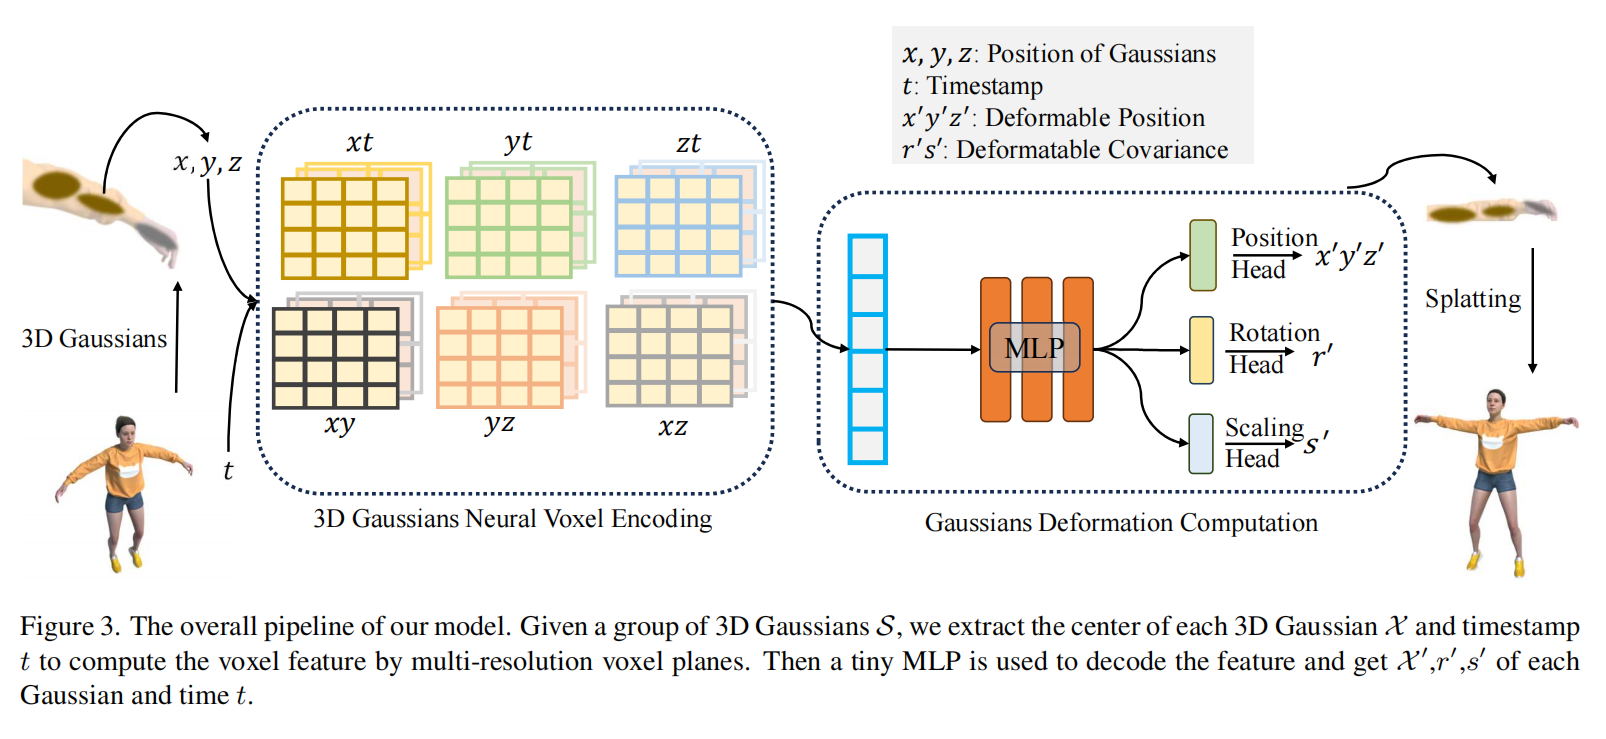 x, y, z: Position of Gaussians
t: Timestamp
x′y′z′: Deformable Position
r′s′: Deformatable Covariance
x, y, z
3D Gaussians
t
xt
yt
zt
xy
yz
xz
3D Gaussians Neural Voxel Encoding
MLP
Position
Head
x′y′z′
Rotation
Head
r′
Scaling
Head
s′
Gaussians Deformation Computation
Splatting
Figure 3. The overall pipeline of our model. Given a group of 3D Gaussians 𝒮, we extract the center of each 3D Gaussian 𝒳 and timestamp
t to compute the voxel feature by multi-resolution voxel planes. Then a tiny MLP is used to decode the feature and get 𝒳′,r′,s′ of each
Gaussian and time t.